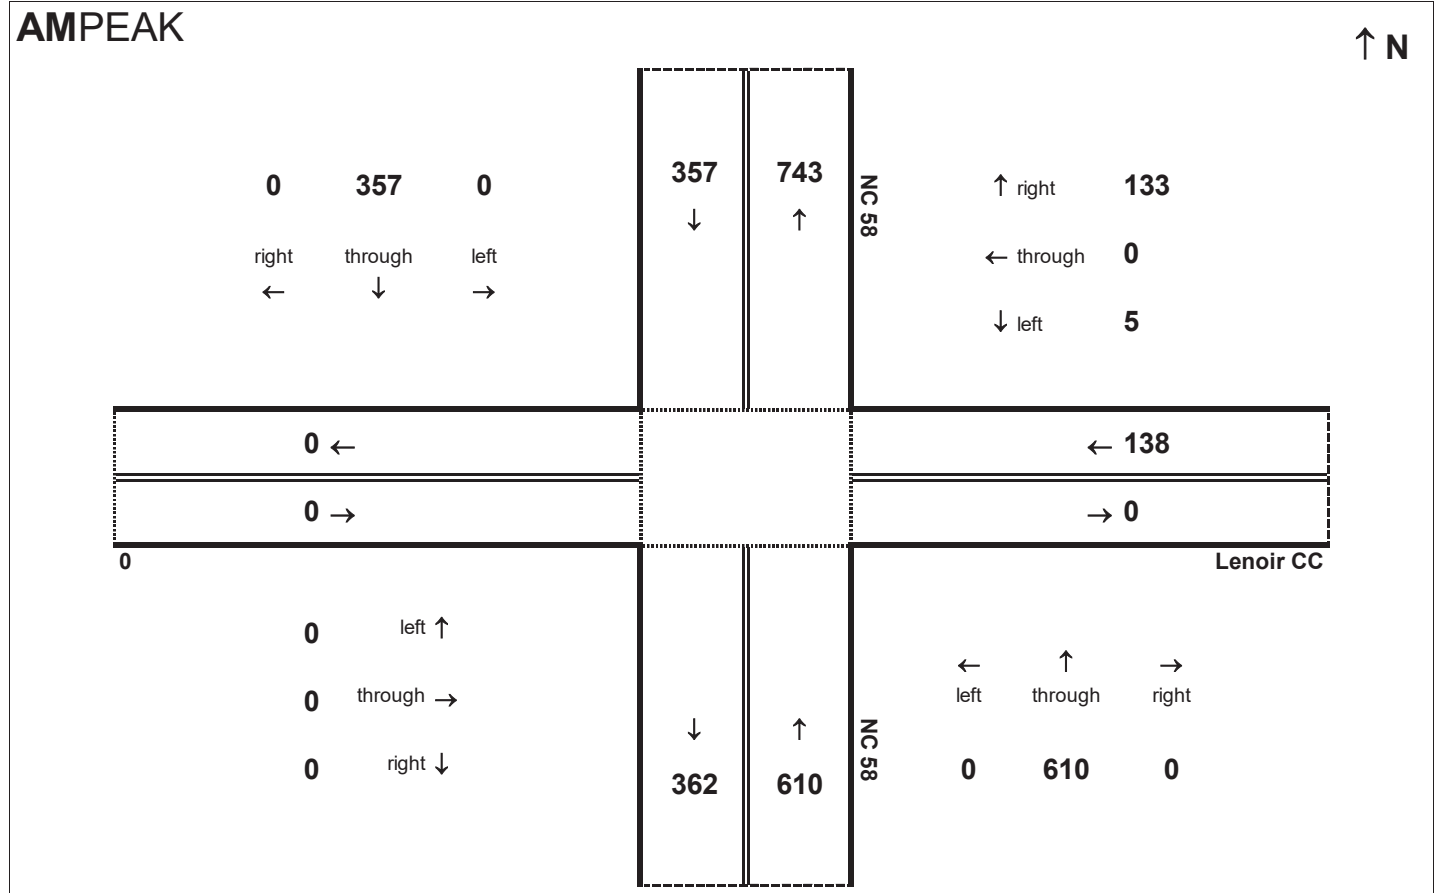 AMPEAK
↑ N
0 357 0
right through left
← ↓ →
357 743
↓ ↑
NC 58
↑ right 133
← through 0
↓ left 5
0 ←
← 138
0 →
→ 0
0
Lenoir CC
0 left ↑
0 through →
0 right ↓
↓ ↑
362 610
NC 58
← ↑ →
left through right
0 610 0